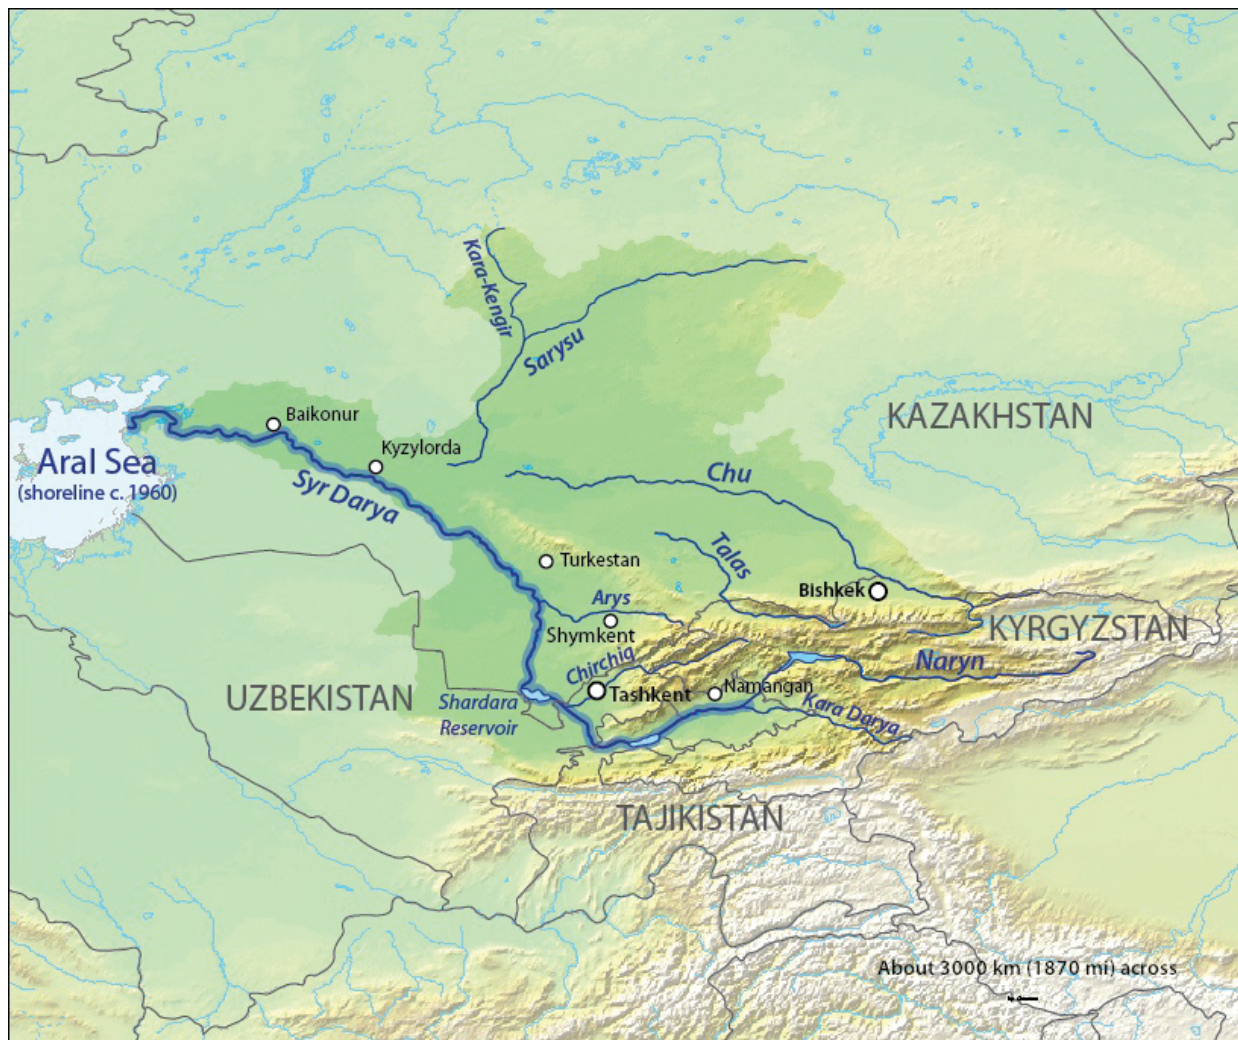 Kara-Kengir
Sarysu
KAZAKHSTAN
Baikonur
Kyzylorda
Aral Sea
(shoreline c. 1960)
Syr Darya
Chu
Turkestan
Talas
Bishkek
Arys
Shymkent
KYRGYZSTAN
Chirchiq
Naryn
UZBEKISTAN
Tashkent
Namangan
Shardara
Reservoir
Kara Darya
TAJIKISTAN
About 3000 km (1870 mi) across